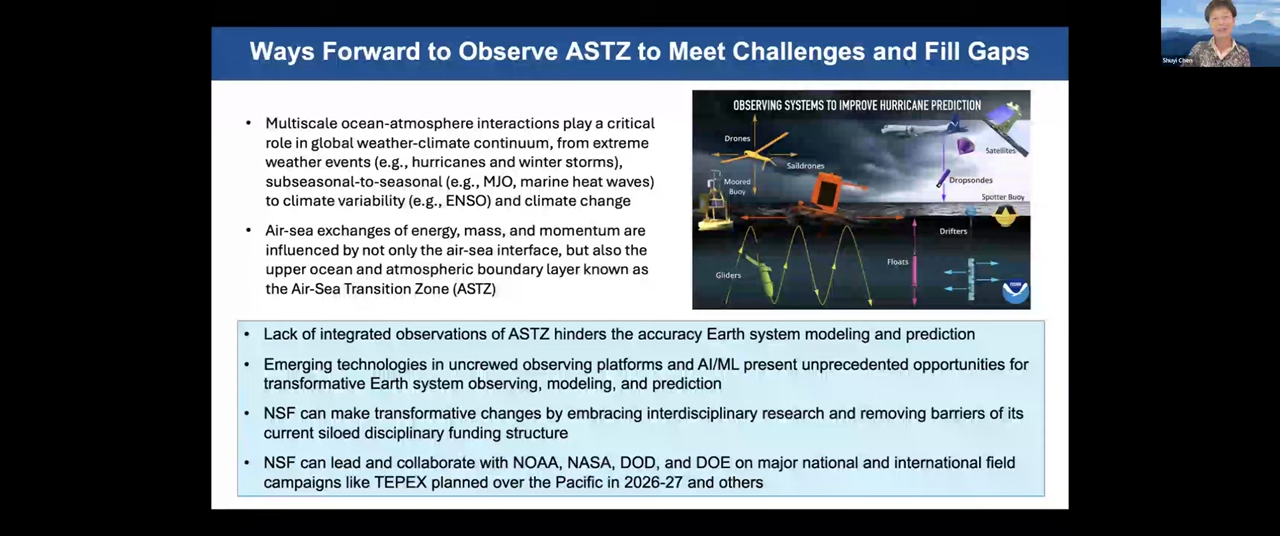 Ways Forward to Observe ASTZ to Meet Challenges and Fill Gaps
Shuyi Chen
• Multiscale ocean-atmosphere interactions play a critical
role in global weather-climate continuum, from extreme
weather events (e.g., hurricanes and winter storms),
subseasonal-to-seasonal (e.g., MJO, marine heat waves)
to climate variability (e.g., ENSO) and climate change
• Air-sea exchanges of energy, mass, and momentum are
influenced by not only the air-sea interface, but also the
upper ocean and atmospheric boundary layer known as
the Air-Sea Transition Zone (ASTZ)
OBSERVING SYSTEMS TO IMPROVE HURRICANE PREDICTION
Drones
Satellites
Saildrones
Moored
Buoy
Dropsondes
Spotter Buoy
Drifters
Floats
Gliders
• Lack of integrated observations of ASTZ hinders the accuracy Earth system modeling and prediction
• Emerging technologies in uncrewed observing platforms and AI/ML present unprecedented opportunities for
transformative Earth system observing, modeling, and prediction
• NSF can make transformative changes by embracing interdisciplinary research and removing barriers of its
current siloed disciplinary funding structure
• NSF can lead and collaborate with NOAA, NASA, DOD, and DOE on major national and international field
campaigns like TEPEX planned over the Pacific in 2026-27 and others